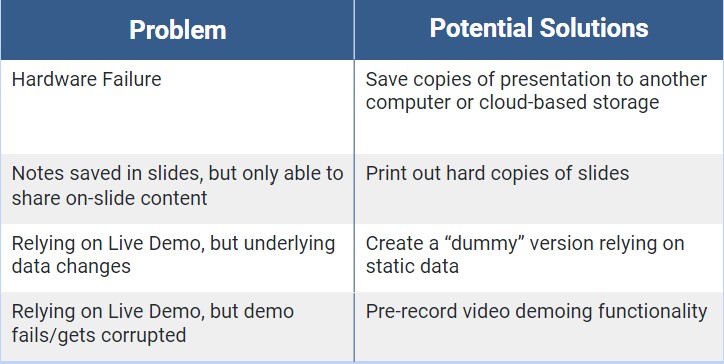 Problem
Potential Solutions
Hardware Failure
Save copies of presentation to another
computer or cloud-based storage
Notes saved in slides, but only able to
share on-slide content
Print out hard copies of slides
Relying on Live Demo, but underlying
data changes
Create a “dummy” version relying on
static data
Relying on Live Demo, but demo
fails/gets corrupted
Pre-record video demoing functionality